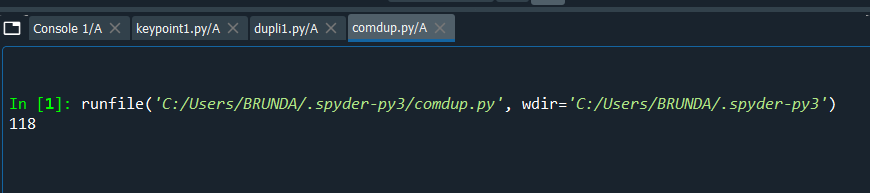 Console 1/A keypoint1.py/A dupli1.py/A comdup.py/A
In [1]: runfile('C:/Users/BRUNDA/.spyder-py3/comdup.py', wdir='C:/Users/BRUNDA/.spyder-py3')
118